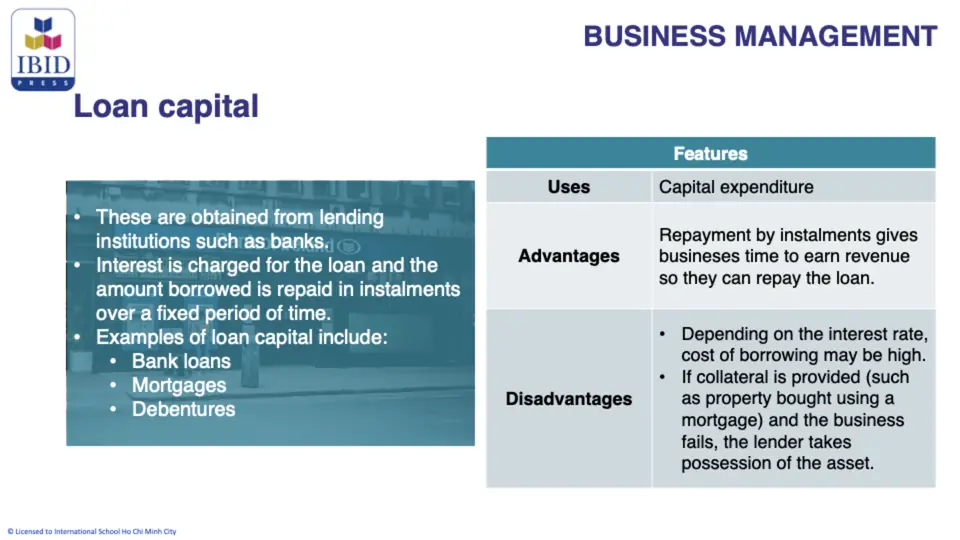 IBID
PRESS
BUSINESS MANAGEMENT
Loan capital
• These are obtained from lending
institutions such as banks.
• Interest is charged for the loan and the
amount borrowed is repaid in instalments
over a fixed period of time.
• Examples of loan capital include:
• Bank loans
• Mortgages
• Debentures
Features
Uses
Capital expenditure
Advantages
Repayment by instalments gives
busineses time to earn revenue
so they can repay the loan.
Disadvantages
• Depending on the interest rate,
cost of borrowing may be high.
• If collateral is provided (such
as property bought using a
mortgage) and the business
fails, the lender takes
possession of the asset.
© Licensed to International School Ho Chi Minh City